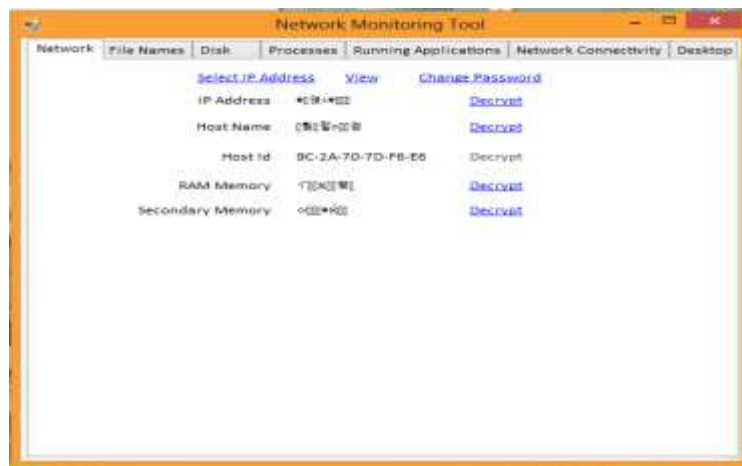 Network Monitoring Tool
Network File Names Disk Processes Running Applications Network Connectivity Desktop
Select IP Address View Change Password
IP Address Decrypt
Host Name Decrypt
Host Id BC-2A-70-7D-F6-E6 Decrypt
RAM Memory Decrypt
Secondary Memory Decrypt